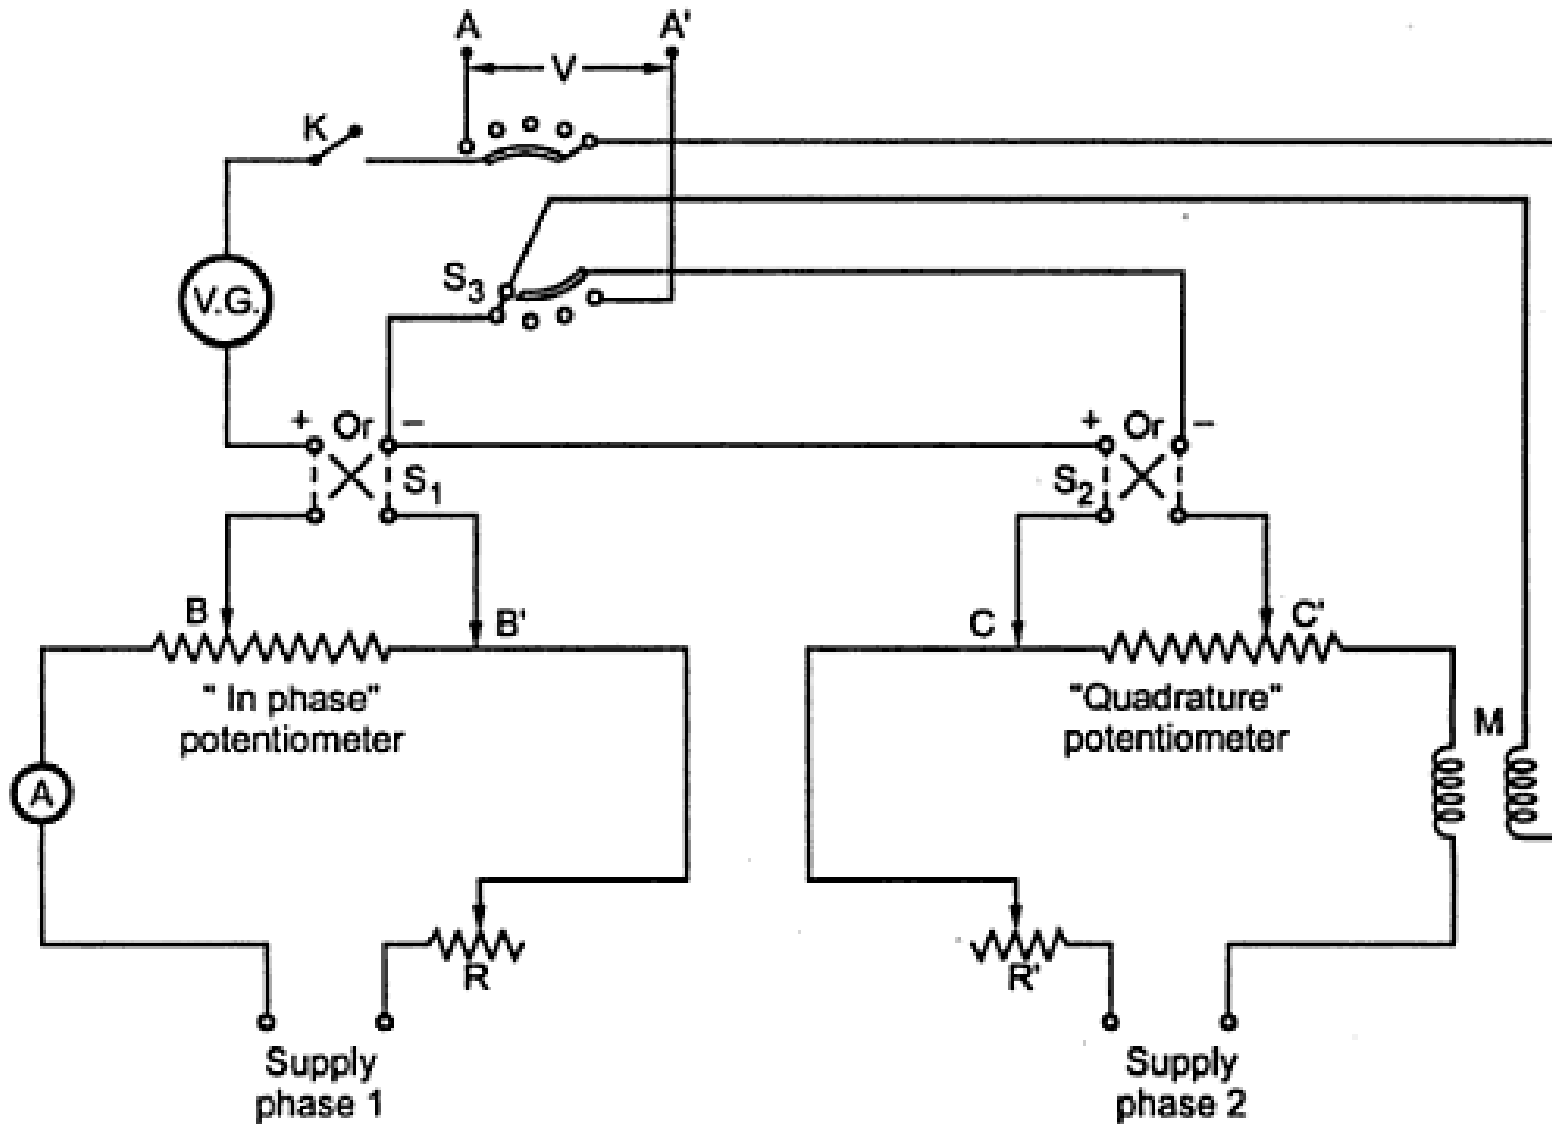 A A'
V
K
V.G.
S3
+ Or −
S1
+ Or −
S2
B B'
C C'
" In phase"
potentiometer
"Quadrature"
potentiometer
M
A
R
R'
Supply
phase 1
Supply
phase 2